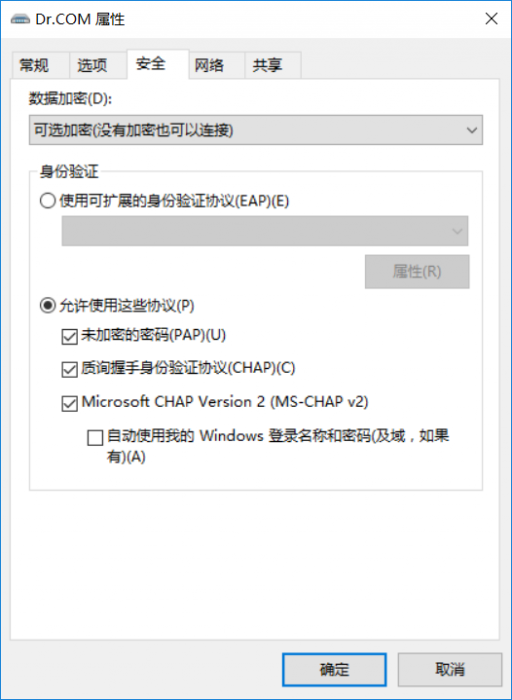 Dr.COM 属性
常规 选项 安全 网络 共享
数据加密(D):
可选加密(没有加密也可以连接)
身份验证
使用可扩展的身份验证协议(EAP)(E)
属性(R)
允许使用这些协议(P)
未加密的密码(PAP)(U)
质询握手身份验证协议(CHAP)(C)
Microsoft CHAP Version 2 (MS-CHAP v2)
自动使用我的 Windows 登录名称和密码(及域，如果
有)(A)
确定 取消